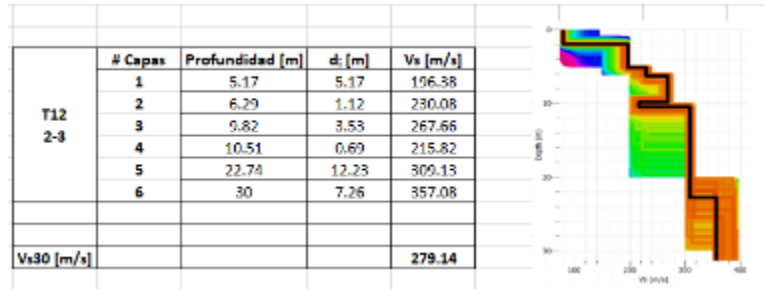 # Capas Profundidad [m] di [m] Vs [m/s]
T12
2-3
1 5.17 5.17 196.38
2 6.29 1.12 230.08
3 9.82 3.53 267.66
4 10.51 0.69 215.82
5 22.74 12.23 309.13
6 30 7.26 357.08
Vs30 [m/s] 279.14
0
10
20
30
Depth (m)
100 200 300 400
Vs (m/s)